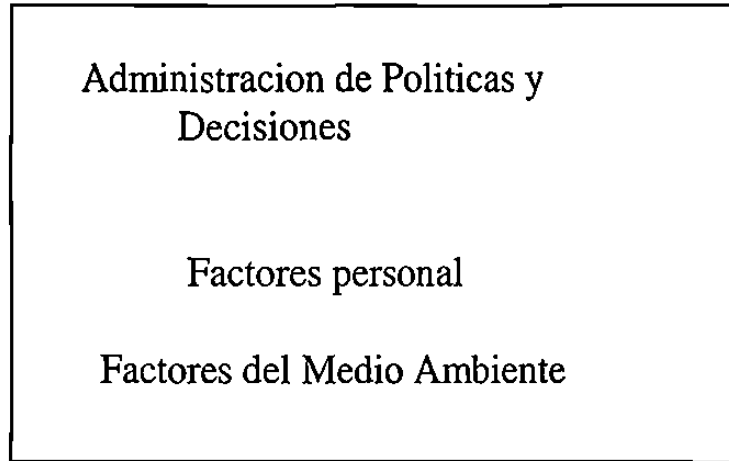 Administracion de Politicas y
Decisiones
Factores personal
Factores del Medio Ambiente